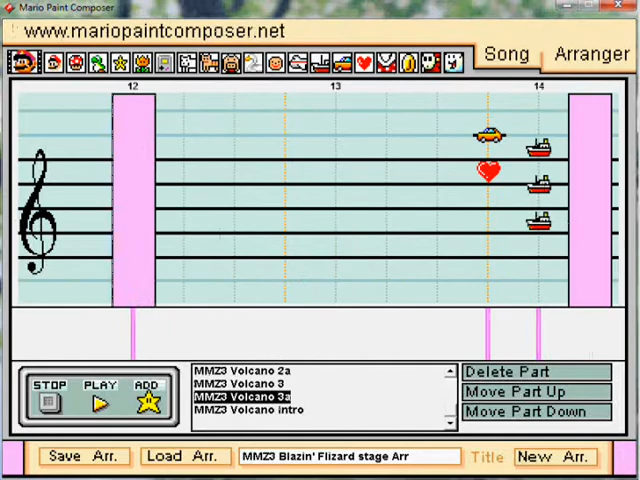 Mario Paint Composer
www.mariopaintcomposer.net
Song
Arranger
12
13
14
STOP
PLAY
ADD
MMZ3 Volcano 2a
MMZ3 Volcano 3
MMZ3 Volcano 3a
MMZ3 Volcano intro
Delete Part
Move Part Up
Move Part Down
Save Arr.
Load Arr.
MMZ3 Blazin' Flizard stage Arr
Title
New Arr.